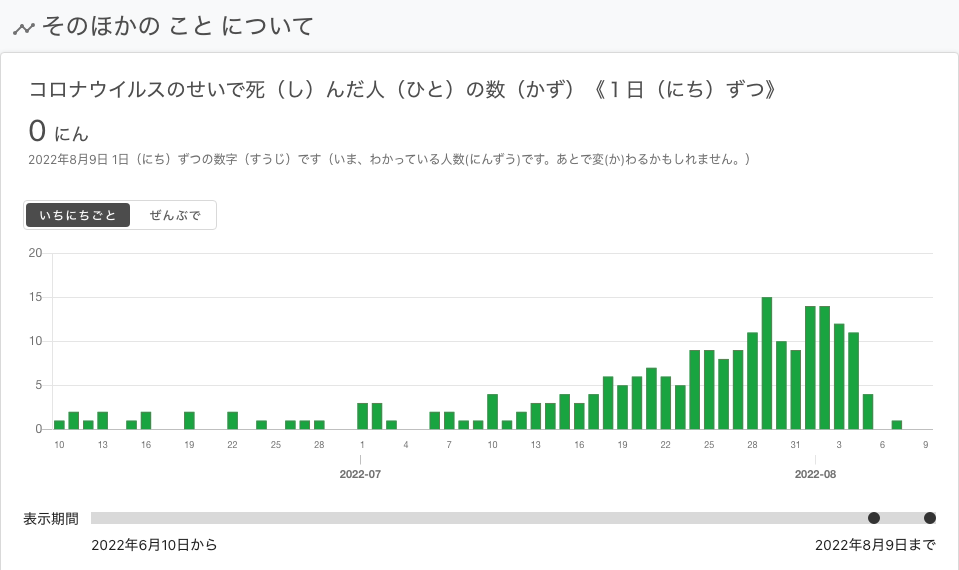 そのほかの こと について
コロナウイルスのせいで死（し）んだ人（ひと）の数（かず）《１日（にち）ずつ》
0 にん
2022年8月9日 1日（にち）ずつの数字（すうじ）です（いま、わかっている人数(にんずう)です。あとで変(か)わるかもしれません。）
いちにちごと ぜんぶで
20
15
10
5
0
10 13 16 19 22 25 28 1 4 7 10 13 16 19 22 25 28 31 3 6 9
2022-07 2022-08
表示期間
2022年6月10日から 2022年8月9日まで